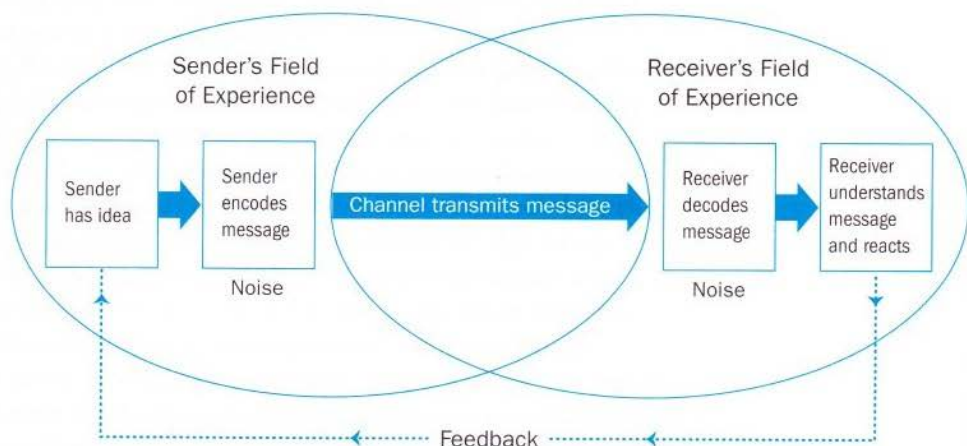 Sender's Field
of Experience
Receiver's Field
of Experience
Sender
has idea
Sender
encodes
message
Channel transmits message
Receiver
decodes
message
Receiver
understands
message
and reacts
Noise
Noise
Feedback